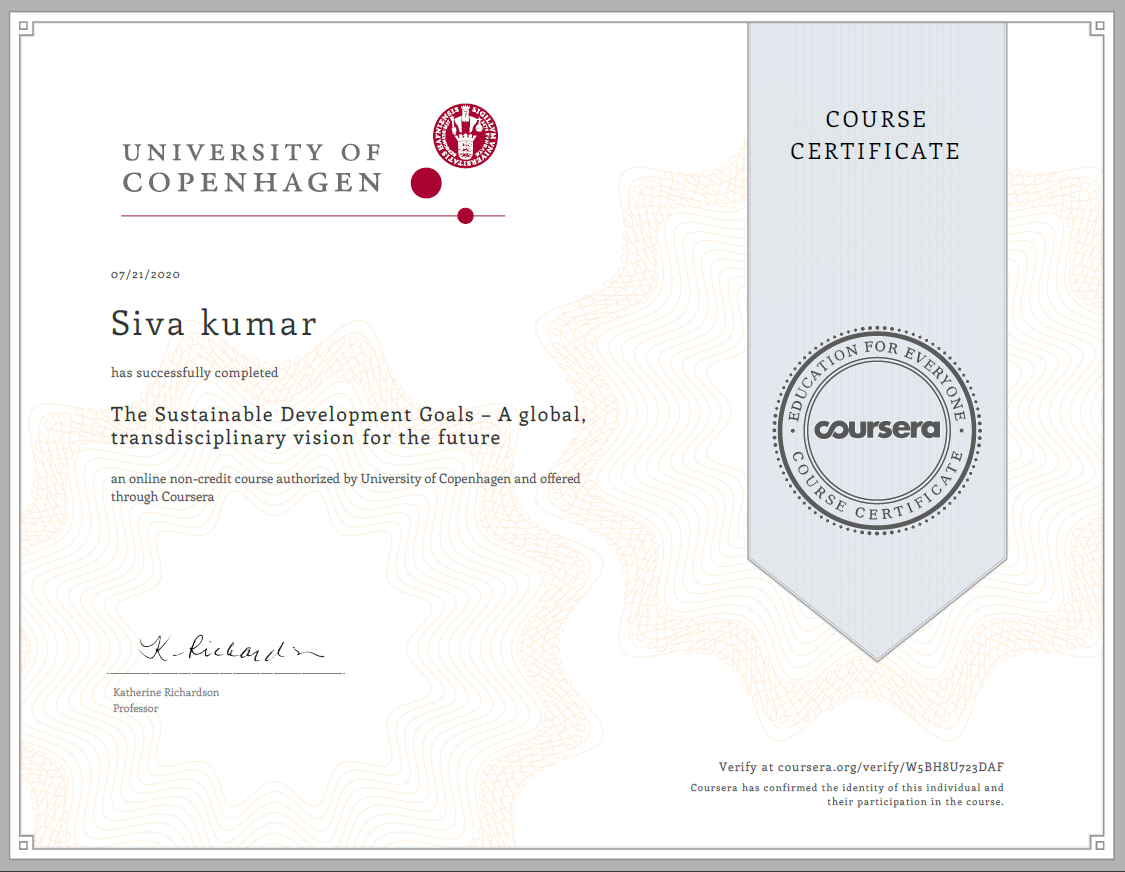 UNIVERSITY OF
COPENHAGEN
07/21/2020
Siva kumar
has successfully completed
The Sustainable Development Goals – A global,
transdisciplinary vision for the future
an online non-credit course authorized by University of Copenhagen and offered
through Coursera
K Richardson
Katherine Richardson
Professor
COURSE
CERTIFICATE
EDUCATION FOR EVERYONE
coursera
COURSE CERTIFICATE
Verify at coursera.org/verify/W5BH8U723DAF
Coursera has confirmed the identity of this individual and
their participation in the course.